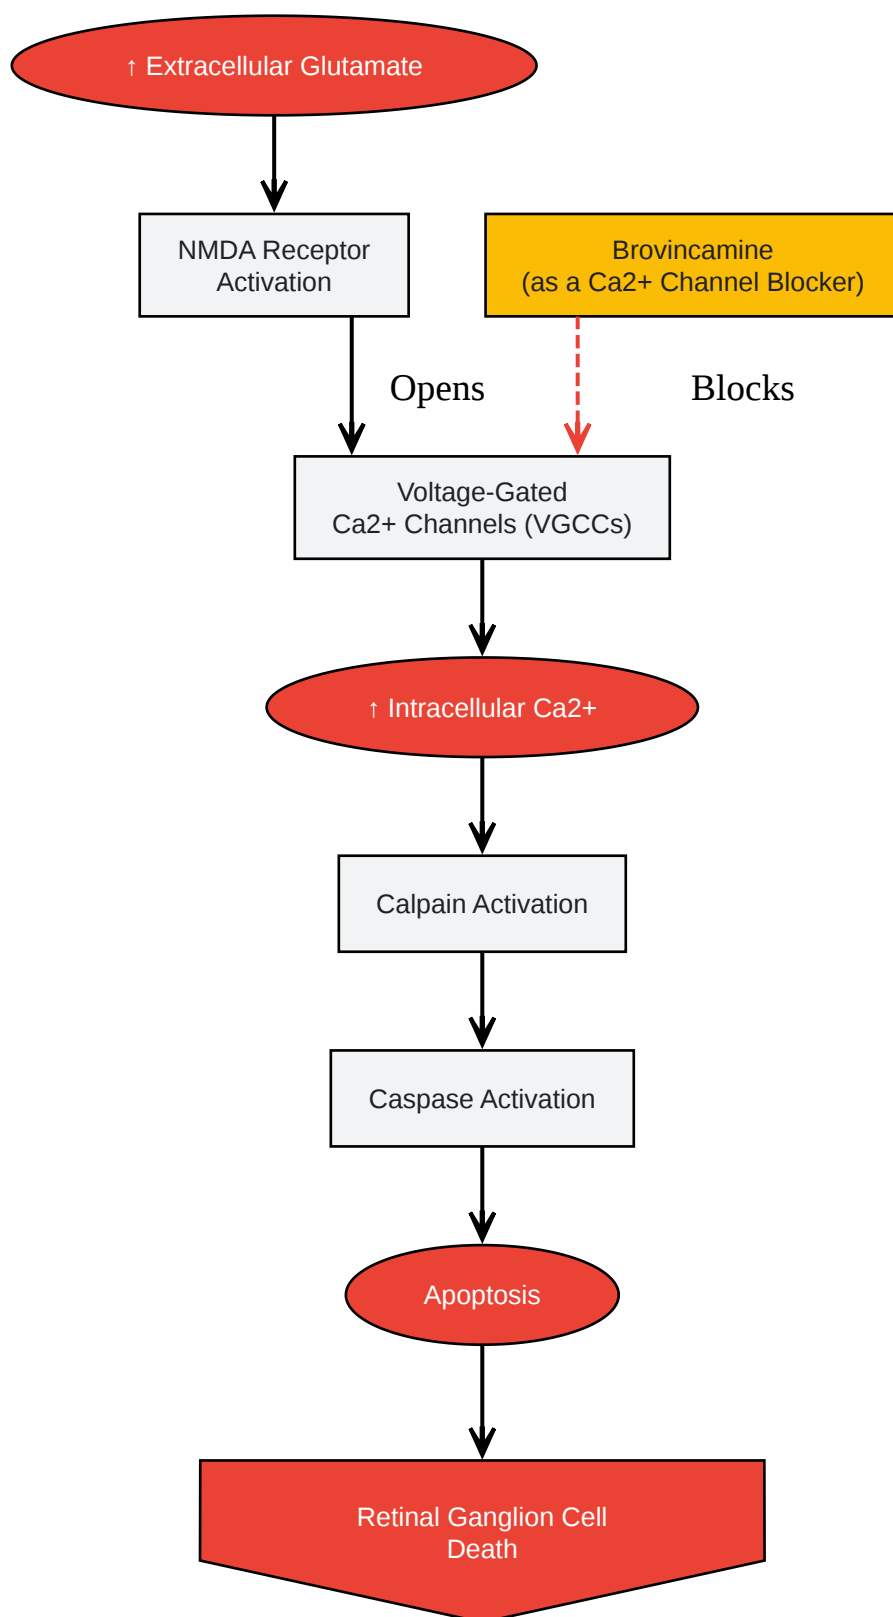 ↑ Extracellular Glutamate
NMDA Receptor
Activation
Brovincamine
(as a Ca2+ Channel Blocker)
Opens
Blocks
Voltage-Gated
Ca2+ Channels (VGCCs)
↑ Intracellular Ca2+
Calpain Activation
Caspase Activation
Apoptosis
Retinal Ganglion Cell
Death